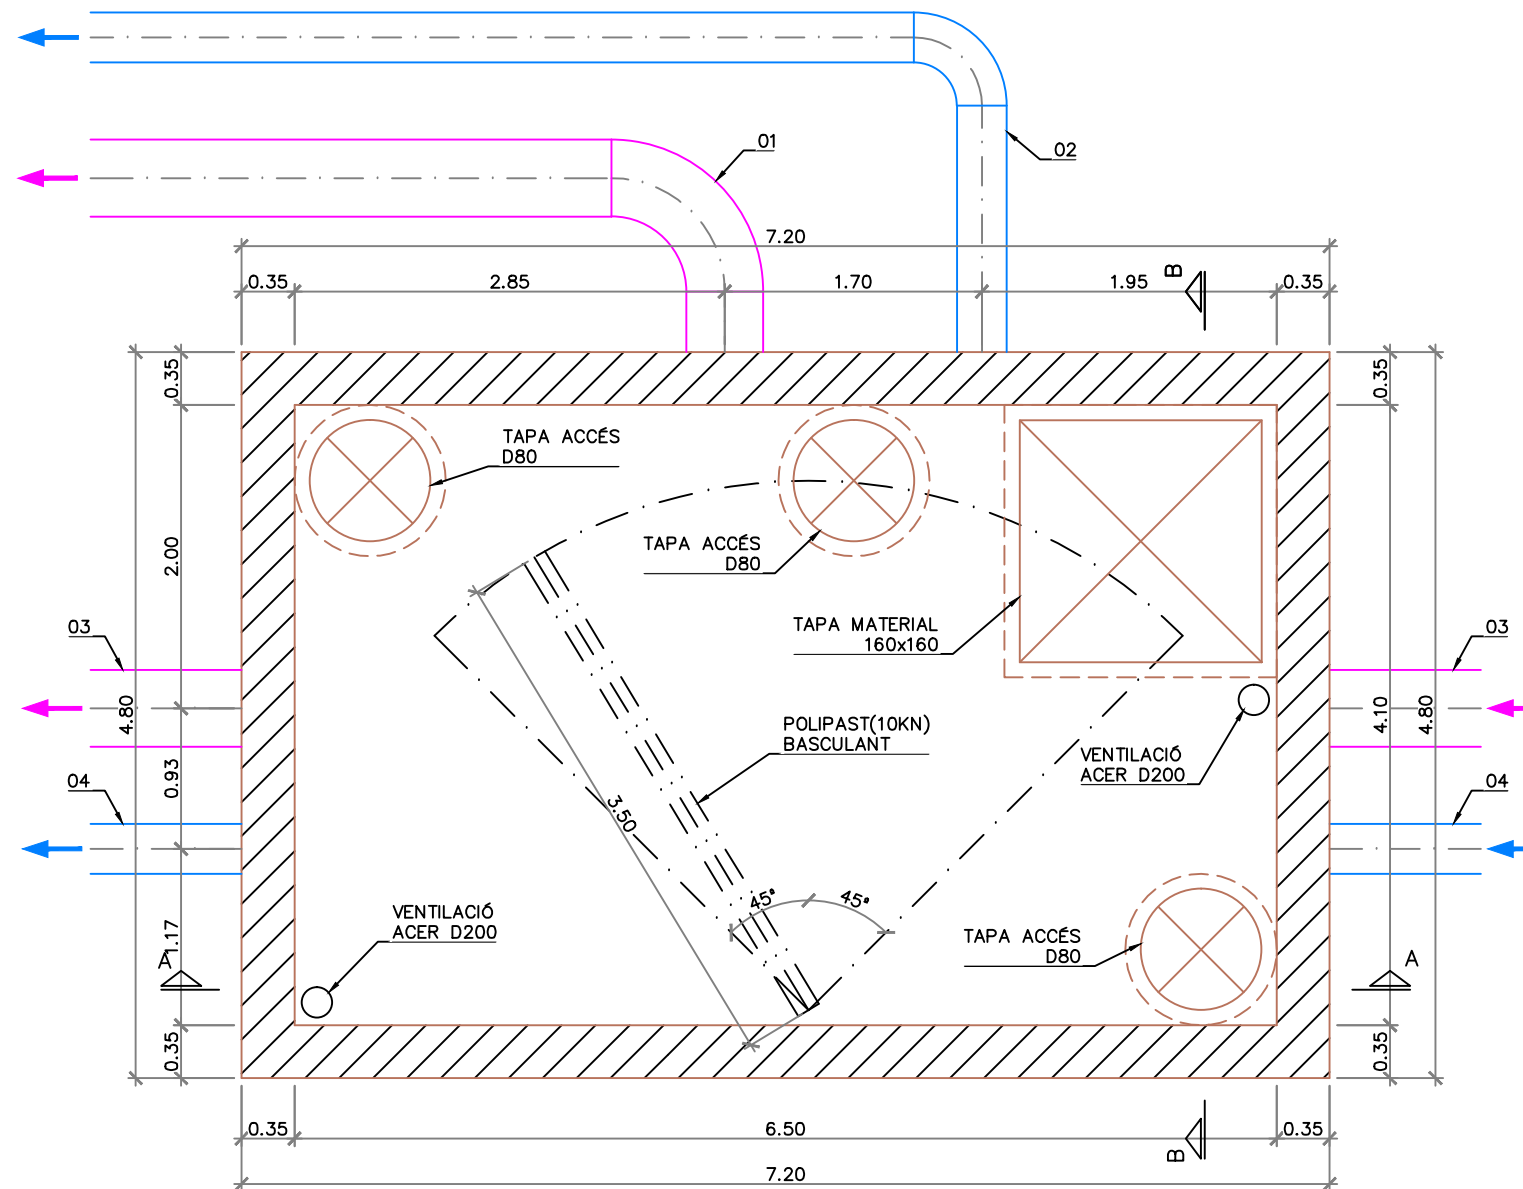 01
02
7.20
0.35
2.85
1.70
1.95
B
0.35
0.35
0.35
TAPA ACCÉS
D80
2.00
TAPA ACCÉS
D80
TAPA MATERIAL
160x160
03
03
4.80
POLIPAST(10KN)
BASCULANT
4.10
4.80
0.93
VENTILACIÓ
ACER D200
04
04
3.50
45°
45°
VENTILACIÓ
ACER D200
1.17
TAPA ACCÉS
D80
A
A
0.35
0.35
0.35
6.50
0.35
B
7.20